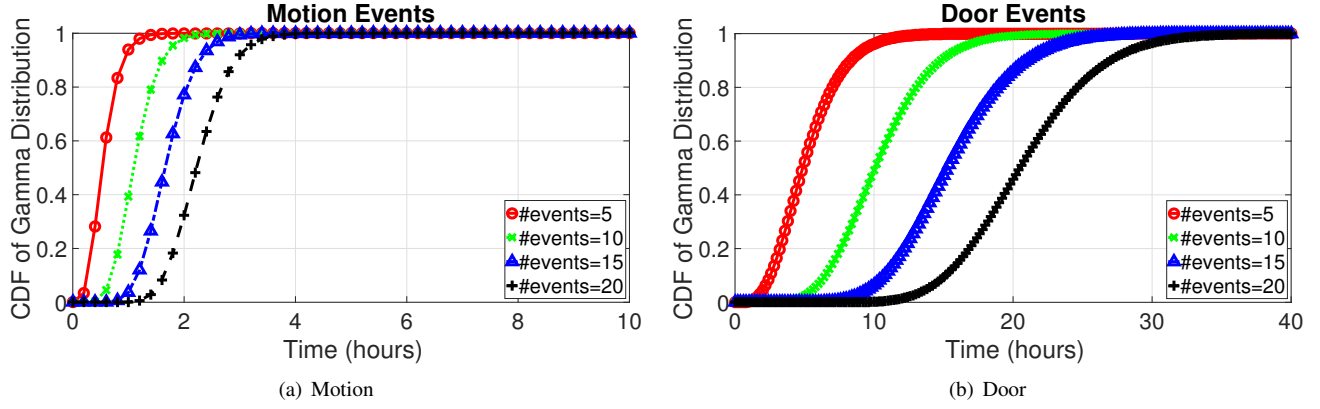 Motion Events
CDF of Gamma Distribution
1
0.8
0.6
0.4
0.2
0
0 2 4 6 8 10
Time (hours)
#events=5
#events=10
#events=15
#events=20
(a) Motion
Door Events
CDF of Gamma Distribution
1
0.8
0.6
0.4
0.2
0
0 10 20 30 40
Time (hours)
#events=5
#events=10
#events=15
#events=20
(b) Door